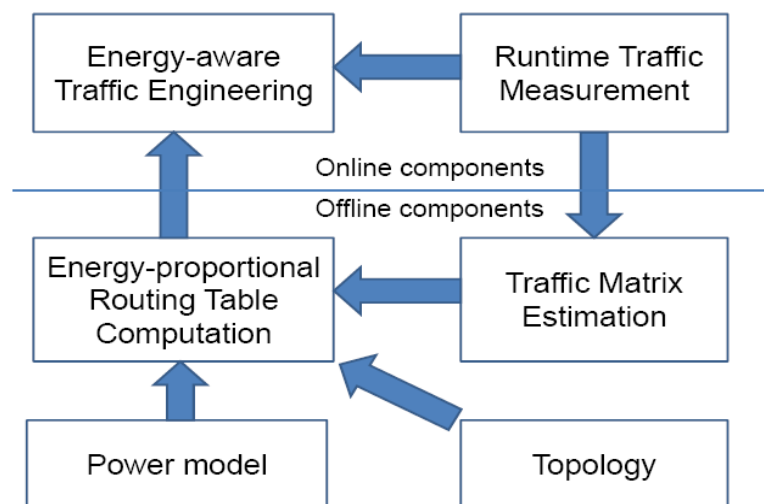 Energy-aware
Traffic Engineering
Runtime Traffic
Measurement
Online components
Offline components
Energy-proportional
Routing Table
Computation
Traffic Matrix
Estimation
Power model
Topology